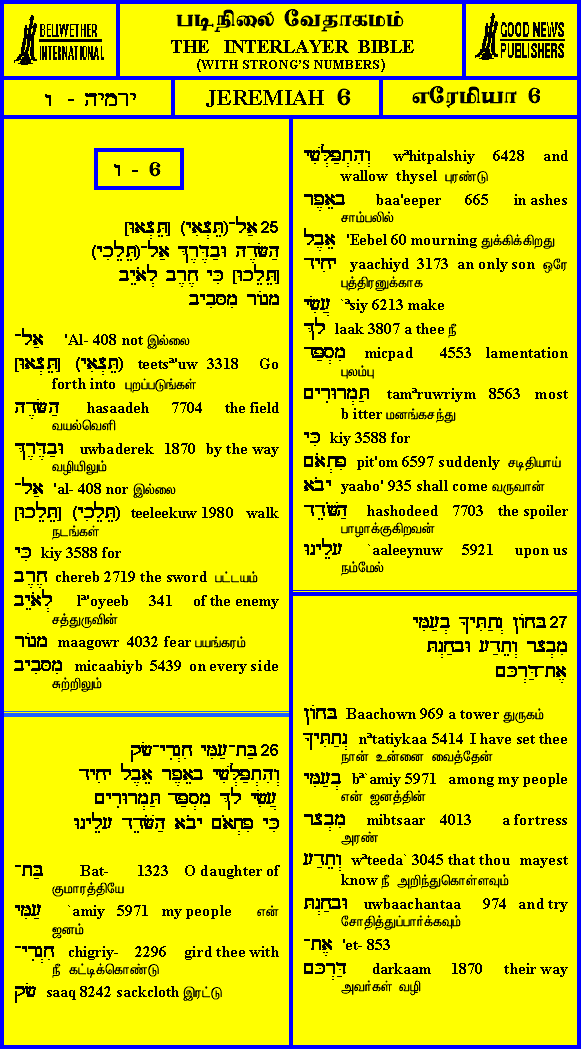 BELLWETHER INTERNATIONAL
படிநிலை வேதாகமம்
THE INTERLAYER BIBLE
(WITH STRONG'S NUMBERS)
GOOD NEWS PUBLISHERS
ירמיה - ו
JEREMIAH 6
எரேமியா 6
ו - 6
25 אַל־(תֵּצְאִי) [תֵּצְאוּ]
הַשָּׂדֶה וּבַדֶּרֶךְ אַל־(תֵּלֵכִי)
[תֵּלֵכוּ] כִּי חֶרֶב לְאֹיֵב
מָגוֹר מִסָּבִיב
אַל־ 'Al- 408 not இல்லை
[תֵּצְאוּ] (תֵּצְאִי) teetsª'uw 3318 Go
forth into புறப்படுங்கள்
הַשָּׂדֶה hasaadeh 7704 the field
வயல்வெளி
וּבַדֶּרֶךְ uwbaderek 1870 by the way
வழியிலும்
אַל־ 'al- 408 nor இல்லை
[תֵּלֵכוּ] (תֵּלֵכִי) teeleekuw 1980 walk
நடங்கள்
כִּי kiy 3588 for
חֶרֶב chereb 2719 the sword பட்டயம்
לְאֹיֵב lª'oyeeb 341 of the enemy
சத்துருவின்
מָגוֹר maagowr 4032 fear பயங்கரம்
מִסָּבִיב micaabiyb 5439 on every side
சுற்றிலும்
26 בַּת־עַמִּי חִגְרִי־שָׂק
וְהִתְפַּלְּשִׁי בָאֵפֶר אֵבֶל יָחִיד
עֲשִׂי לָךְ מִסְפַּד תַּמְרוּרִים
כִּי פִתְאֹם יָבֹא הַשֹּׁדֵד עָלֵינוּ
בַּת־ Bat- 1323 O daughter of
குமாரத்தியே
עַמִּי `amiy 5971 my people என்
ஜனம்
חִגְרִי־ chigriy- 2296 gird thee with
நீ கட்டிக்கொண்டு
שָׂק saaq 8242 sackcloth இரட்டு
וְהִתְפַּלְּשִׁי wªhitpalshiy 6428 and
wallow thysel புரண்டு
בָאֵפֶר baa'eeper 665 in ashes
சாம்பலில்
אֵבֶל 'Eebel 60 mourning துக்கிக்கிறது
יָחִיד yaachiyd 3173 an only son ஒரே
புத்திரனுக்காக
עֲשִׂי `ªsiy 6213 make
לָךְ laak 3807 a thee நீ
מִסְפַּד micpad 4553 lamentation
புலம்பு
תַּמְרוּרִים tamªruwriym 8563 most
b itter மனங்கசந்து
כִּי kiy 3588 for
פִתְאֹם pit'om 6597 suddenly சடிதியாய்
יָבֹא yaabo' 935 shall come வருவான்
הַשֹּׁדֵד hashodeed 7703 the spoiler
பாழாக்குகிறவன்
עָלֵינוּ `aaleeynuw 5921 upon us
நம்மேல்
27 בָּחוֹן נְתַתִּיךָ בְעַמִּי
מִבְצָר וְתֵדַע וּבָחַנְתָּ
אֶת־דַּרְכָּם
בָּחוֹן Baachown 969 a tower துருகம்
נְתַתִּיךָ nªtatiykaa 5414 I have set thee
நான் உன்னை வைத்தேன்
בְעַמִּי bª`amiy 5971 among my people
என் ஜனத்தின்
מִבְצָר mibtsaar 4013 a fortress
அரண்
וְתֵדַע wªteeda` 3045 that thou mayest
know நீ அறிந்துகொள்ளவும்
וּבָחַנְתָּ uwbaachantaa 974 and try
சோதித்துப்பார்க்கவும்
אֶת־ 'et- 853
דַּרְכָּם darkaam 1870 their way
அவர்கள் வழி